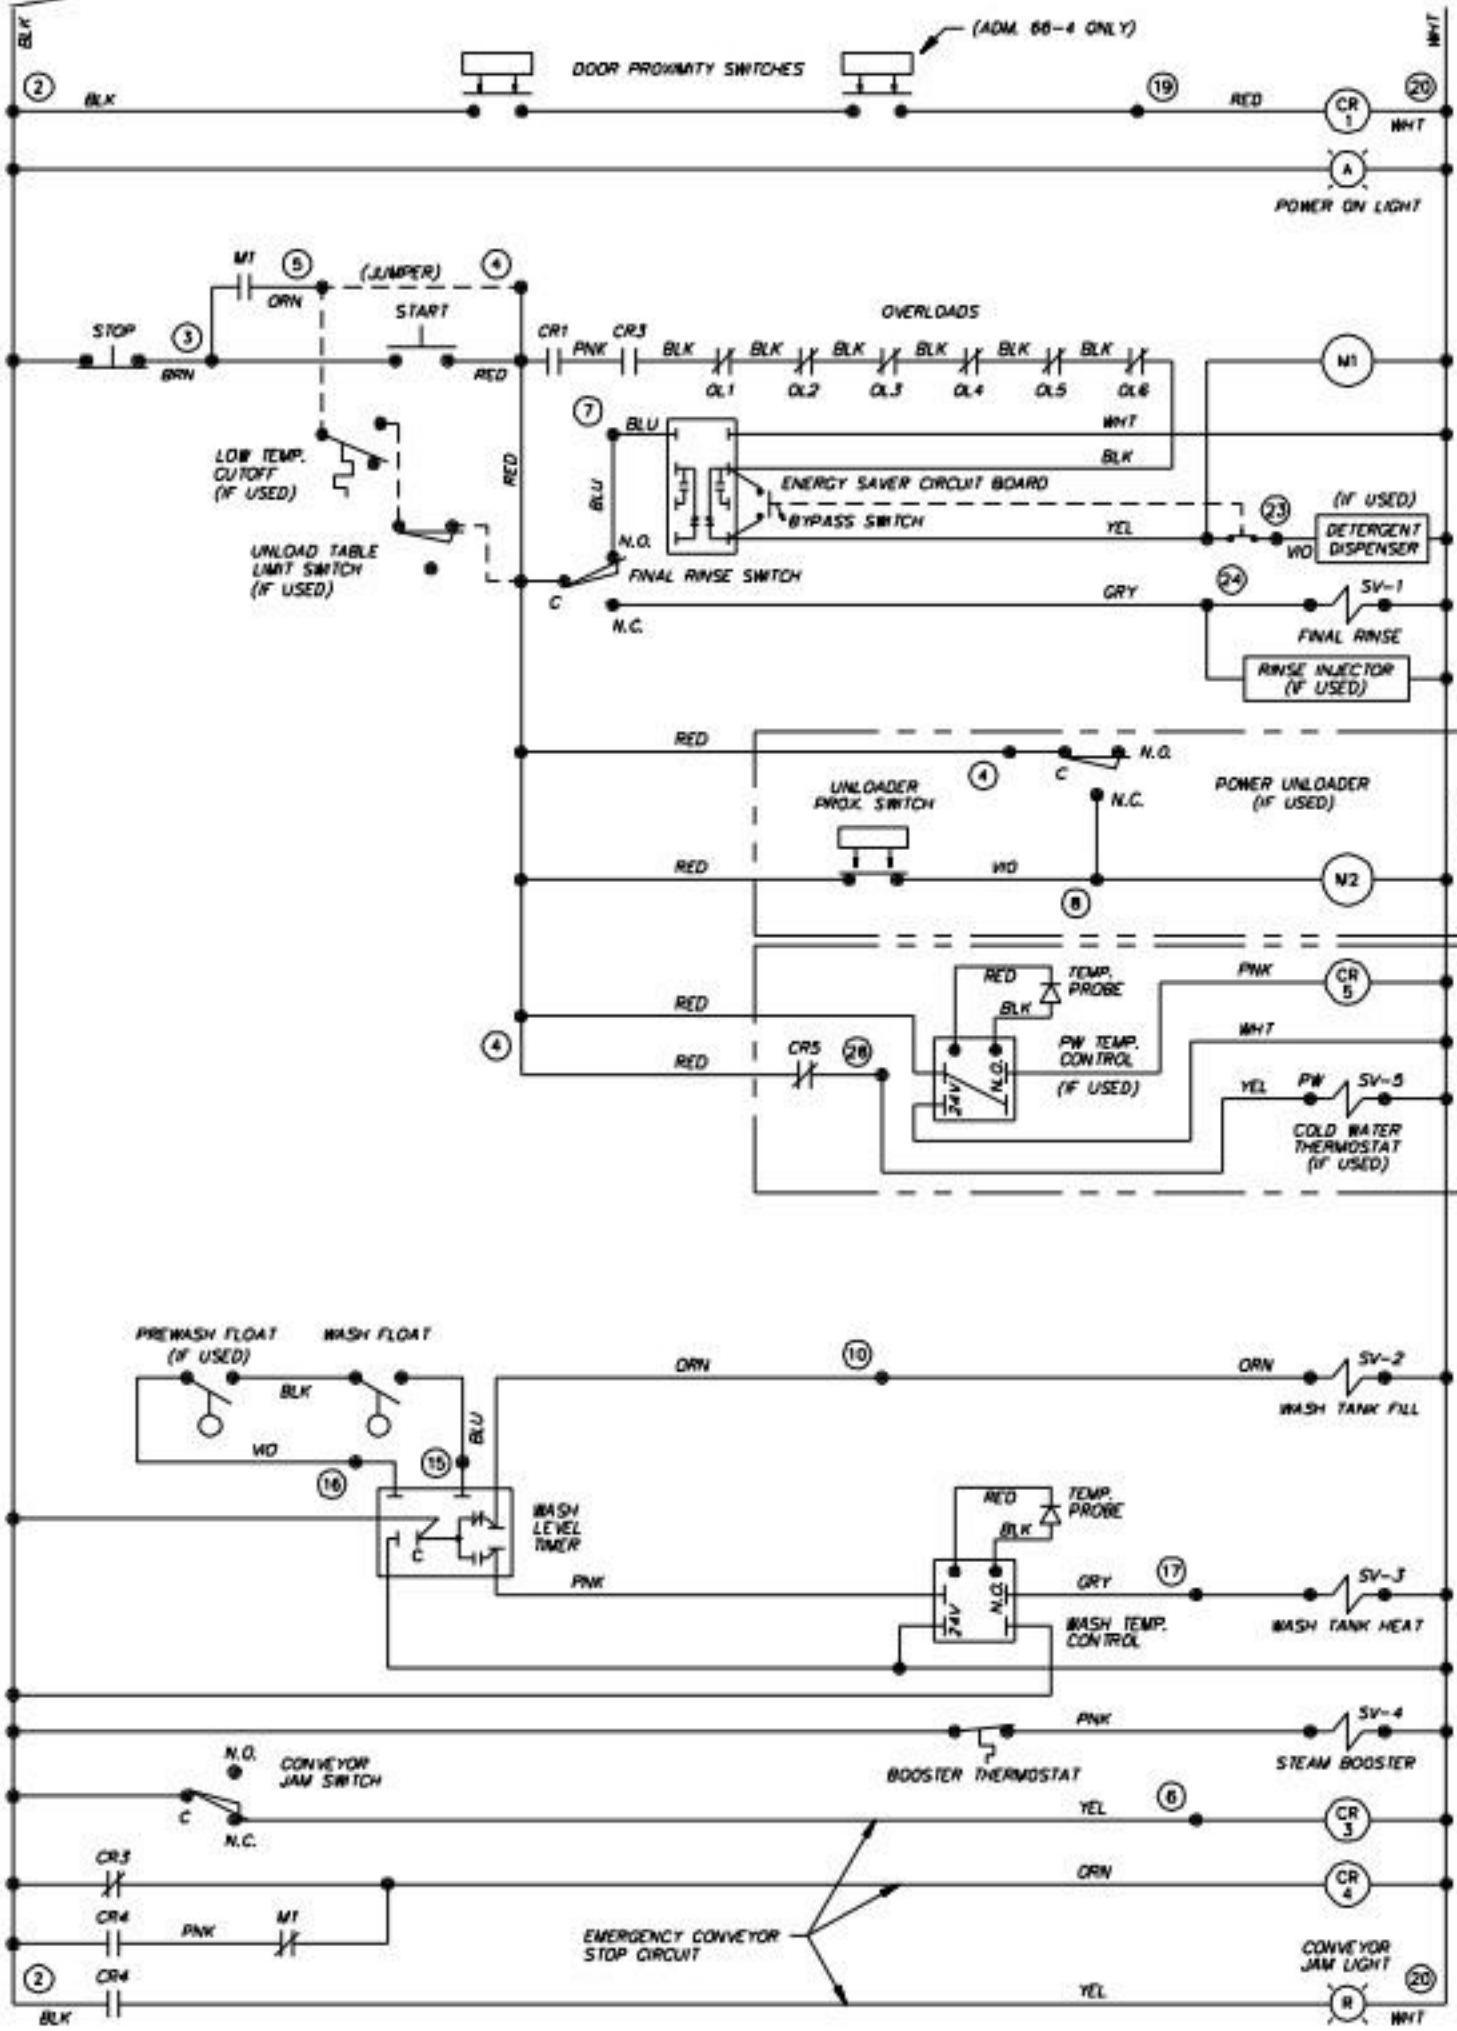 BLK
WHT
(ADM. 66-4 ONLY)
DOOR PROXIMITY SWITCHES
2
BLK
19
RED
CR
1
20
WHT
A
POWER ON LIGHT
M1
5
ORN
(JUMPER)
4
STOP
3
BRN
START
RED
CR1
PNK
CR3
BLK
OVERLOADS
BLK
BLK
BLK
BLK
BLK
OL1
OL2
OL3
OL4
OL5
OL6
M1
7
BLU
WHT
BLK
LOW TEMP.
CUTOFF
(IF USED)
RED
BLU
ENERGY SAVER CIRCUIT BOARD
BYPASS SWITCH
YEL
23
VIO
(IF USED)
DETERGENT
DISPENSER
UNLOAD TABLE
LIMIT SWITCH
(IF USED)
N.O.
FINAL RINSE SWITCH
C
N.C.
GRY
24
SV-1
FINAL RINSE
RINSE INJECTOR
(IF USED)
RED
4
C
N.O.
N.C.
POWER UNLOADER
(IF USED)
UNLOADER
PROX. SWITCH
RED
VIO
8
M2
RED
TEMP.
PROBE
BLK
PNK
CR
5
RED
4
RED
CR5
28
PW TEMP.
CONTROL
(IF USED)
24V
N.O.
WHT
YEL
PW
SV-5
COLD WATER
THERMOSTAT
(IF USED)
PREWASH FLOAT
(IF USED)
WASH FLOAT
BLK
VIO
16
15
BLU
ORN
10
ORN
SV-2
WASH TANK FILL
WASH
LEVEL
TIMER
C
PNK
RED
TEMP.
PROBE
BLK
24V
N.O.
GRY
17
SV-3
WASH TEMP.
CONTROL
WASH TANK HEAT
BOOSTER THERMOSTAT
PNK
SV-4
STEAM BOOSTER
N.O.
CONVEYOR
JAM SWITCH
C
N.C.
YEL
6
CR
3
CR3
ORN
CR
4
CR4
PNK
M1
EMERGENCY CONVEYOR
STOP CIRCUIT
2
BLK
CR4
YEL
CONVEYOR
JAM LIGHT
R
20
WHT